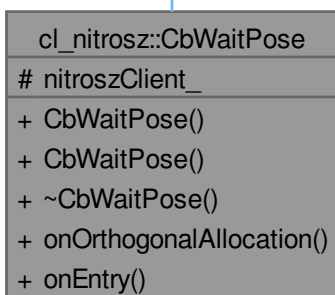 cl_nitrosz::CbWaitPose
# nitroszClient_
+ CbWaitPose()
+ CbWaitPose()
+ ~CbWaitPose()
+ onOrthogonalAllocation()
+ onEntry()